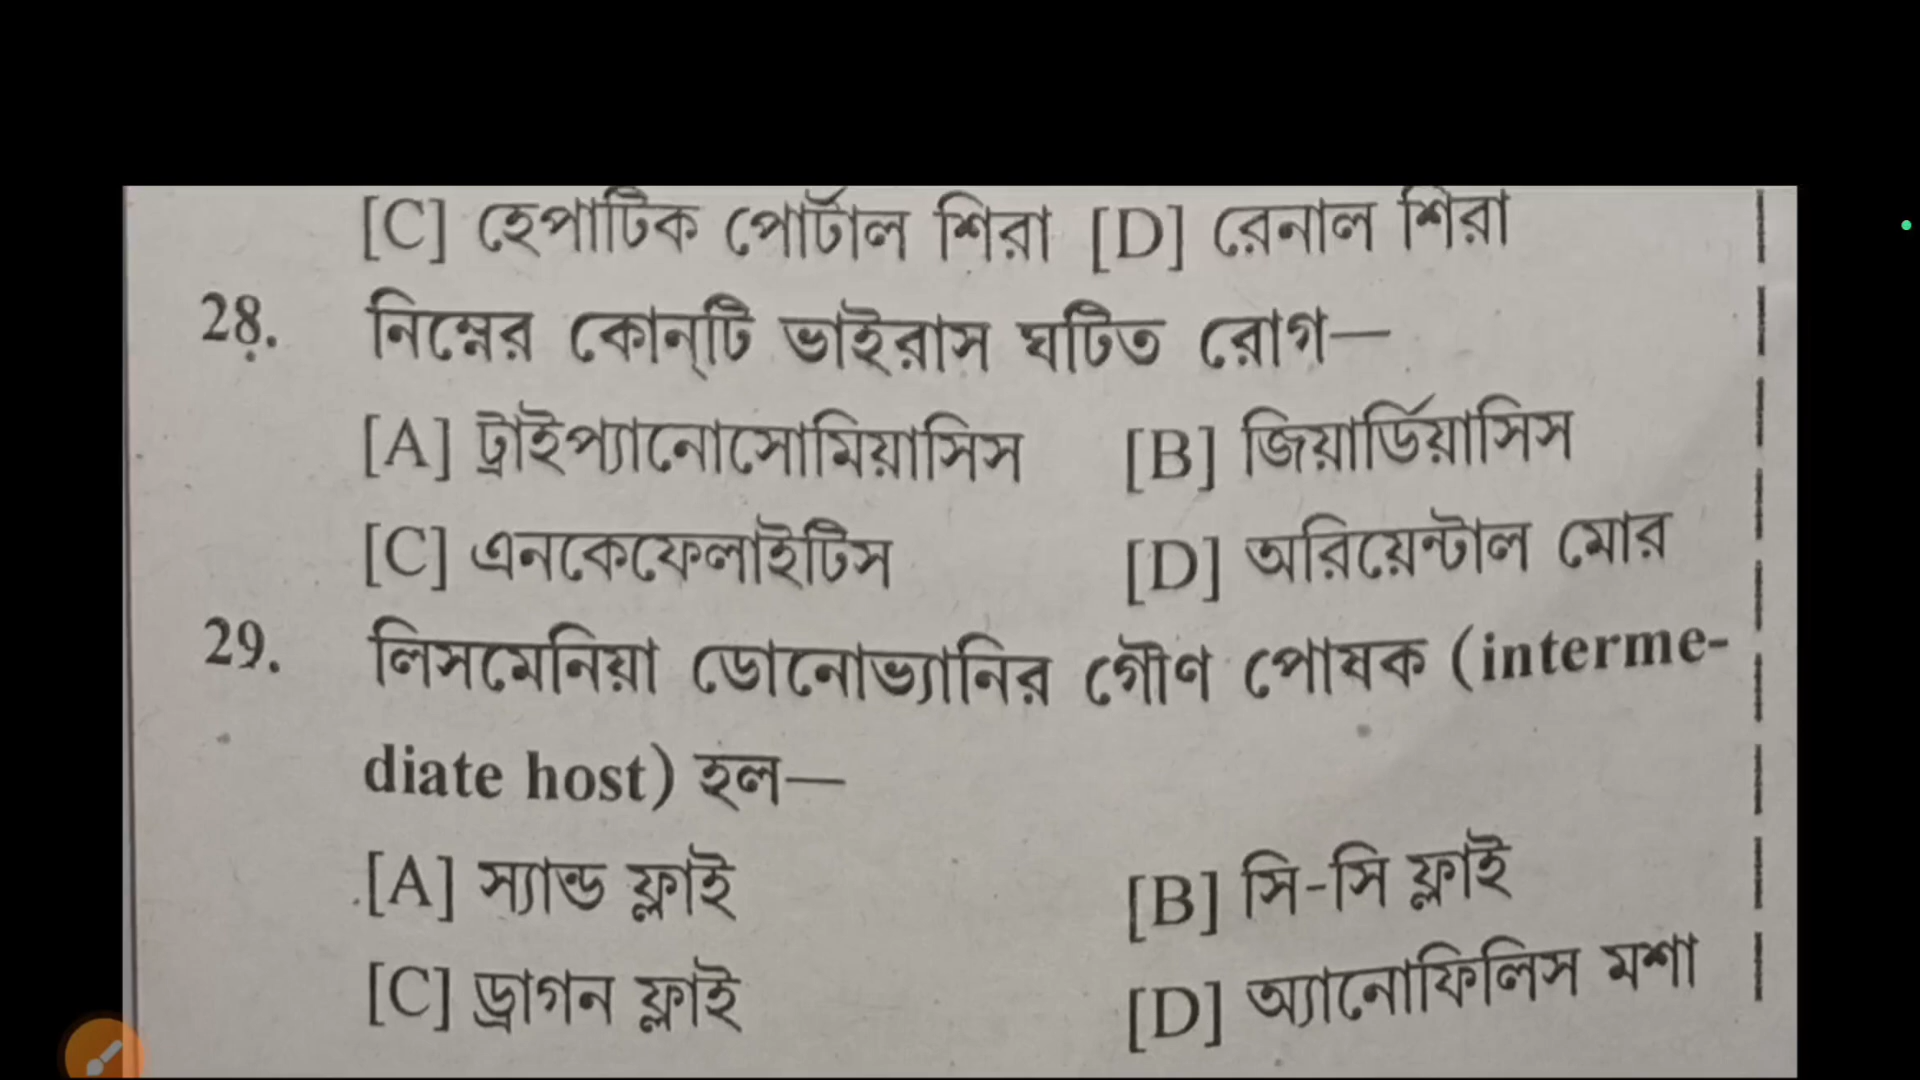 [C] হেপাটিক পোর্টাল শিরা [D] রেনাল শিরা
28. নিম্নের কোন্‌টি ভাইরাস ঘটিত রোগ—
[A] ট্রাইপ্যানোসোমিয়াসিস [B] জিয়ার্ডিয়াসিস
[C] এনকেফেলাইটিস [D] অরিয়েন্টাল মোর
29. লিসমেনিয়া ডোনোভ্যানির গৌণ পোষক (interme-
diate host) হল—
[A] স্যান্ড ফ্লাই [B] সি-সি ফ্লাই
[C] ড্রাগন ফ্লাই [D] অ্যানোফিলিস মশা